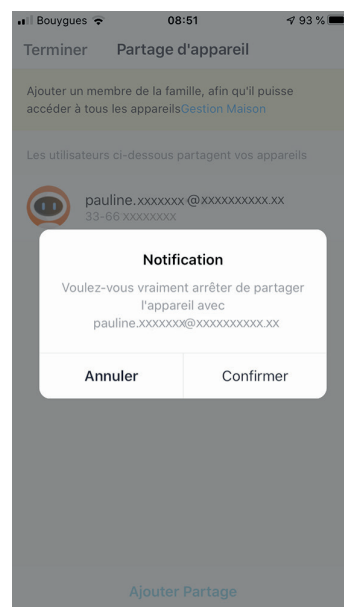 Bouygues 08:51 93 %
Terminer Partage d'appareil
Ajouter un membre de la famille, afin qu'il puisse
accéder à tous les appareilsGestion Maison
Les utilisateurs ci-dessous partagent vos appareils
pauline.xxxxxxx@xxxxxxxxxx.xx
33-66 xxxxxxxx
Notification
Voulez-vous vraiment arrêter de partager
l'appareil avec
pauline.xxxxxxx@xxxxxxxxxx.xx
Annuler Confirmer
Ajouter Partage